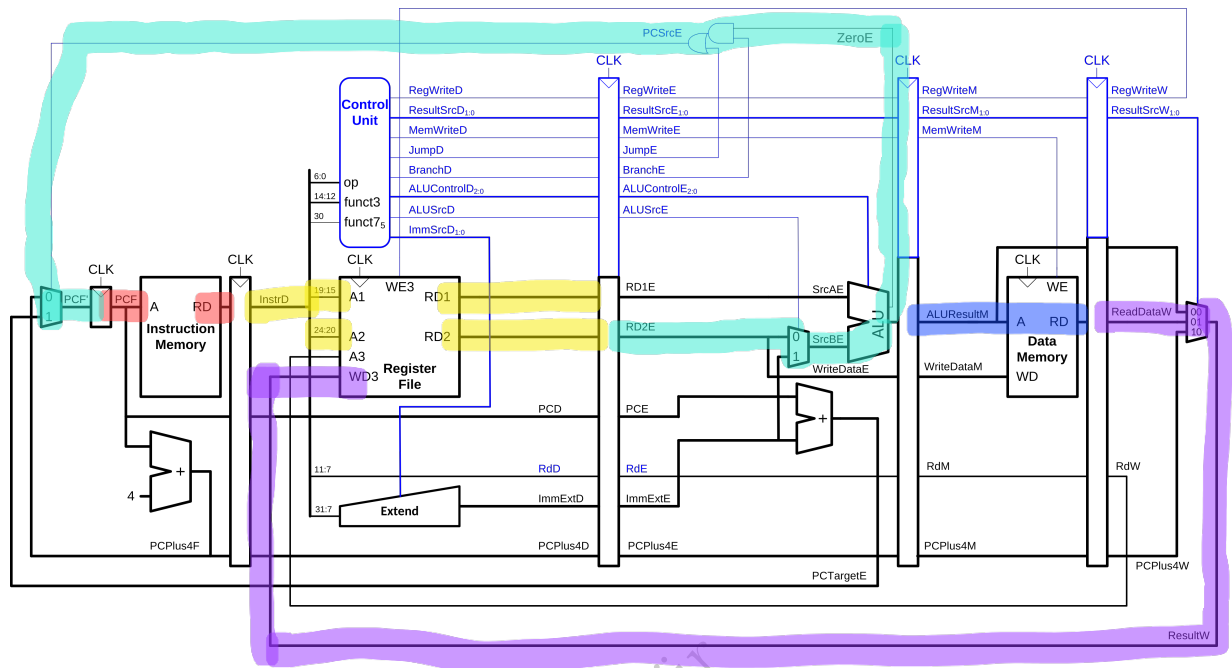 PCSrcE
ZeroE
CLK
CLK
CLK
Control
Unit
RegWriteD
ResultSrcD1:0
MemWriteD
JumpD
BranchD
ALUControlD2:0
ALUSrcD
ImmSrcD1:0
RegWriteE
ResultSrcE1:0
MemWriteE
JumpE
BranchE
ALUControlE2:0
ALUSrcE
RegWriteM
ResultSrcM1:0
MemWriteM
RegWriteW
ResultSrcW1:0
6:0
op
14:12
funct3
30
funct75
CLK
CLK
CLK
CLK
0
1
PCF'
PCF
A
RD
Instruction
Memory
InstrD
19:15
A1
WE3
RD1
24:20
A2
RD2
A3
WD3
Register
File
RD1E
RD2E
SrcAE
0
1
SrcBE
ALU
WriteDataE
ALUResultM
WriteDataM
WE
A
RD
Data
Memory
WD
ReadDataW
00
01
10
PCD
PCE
+
+
4
11:7
RdD
RdE
RdM
RdW
31:7
Extend
ImmExtD
ImmExtE
PCPlus4F
PCPlus4D
PCPlus4E
PCPlus4M
PCPlus4W
PCTargetE
ResultW